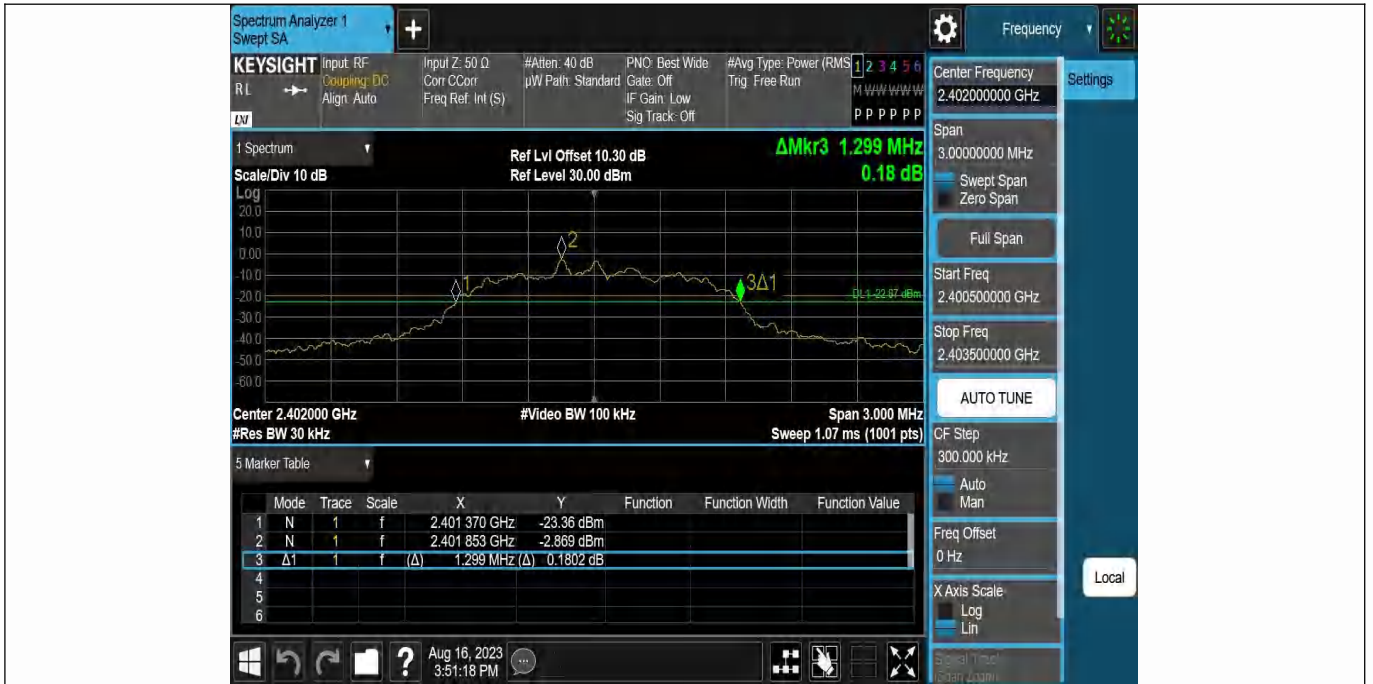 Spectrum Analyzer 1
Swept SA
+
Frequency
KEYSIGHT
RL
LXI
Input: RF
Coupling: DC
Align: Auto
Input Z: 50 Ω
Corr CCorr
Freq Ref: Int (S)
#Atten: 40 dB
µW Path: Standard
PNO: Best Wide
Gate: Off
IF Gain: Low
Sig Track: Off
#Avg Type: Power (RMS
Trig: Free Run
1 2 3 4 5 6
M W W W W W
P P P P P P
1 Spectrum
Scale/Div 10 dB
Ref Lvl Offset 10.30 dB
Ref Level 30.00 dBm
ΔMkr3 1.299 MHz
0.18 dB
Log
20.0
10.0
0.00
-10.0
-20.0
-30.0
-40.0
-50.0
-60.0
1
2
3Δ1
DL1 -22.87 dBm
Center 2.402000 GHz
#Video BW 100 kHz
Span 3.000 MHz
#Res BW 30 kHz
Sweep 1.07 ms (1001 pts)
5 Marker Table
Mode Trace Scale X Y Function Function Width Function Value
1 N 1 f 2.401 370 GHz -23.36 dBm
2 N 1 f 2.401 853 GHz -2.869 dBm
3 Δ1 1 f (Δ) 1.299 MHz (Δ) 0.1802 dB
4
5
6
?
Aug 16, 2023
3:51:18 PM
Center Frequency
2.402000000 GHz
Settings
Span
3.00000000 MHz
Swept Span
Zero Span
Full Span
Start Freq
2.400500000 GHz
Stop Freq
2.403500000 GHz
AUTO TUNE
CF Step
300.000 kHz
Auto
Man
Freq Offset
0 Hz
X Axis Scale
Log
Lin
Local
Signal Track
(Span Zoom)